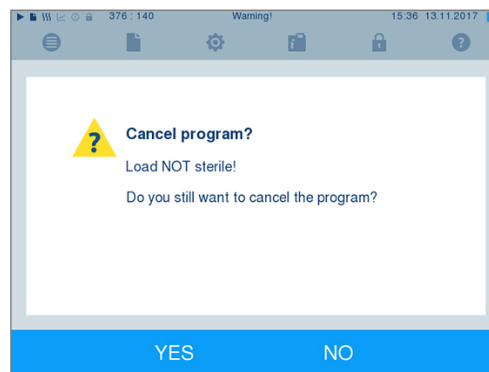 376 : 140 Warning! 15:36 13.11.2017
Cancel program?
Load NOT sterile!
Do you still want to cancel the program?
YES NO